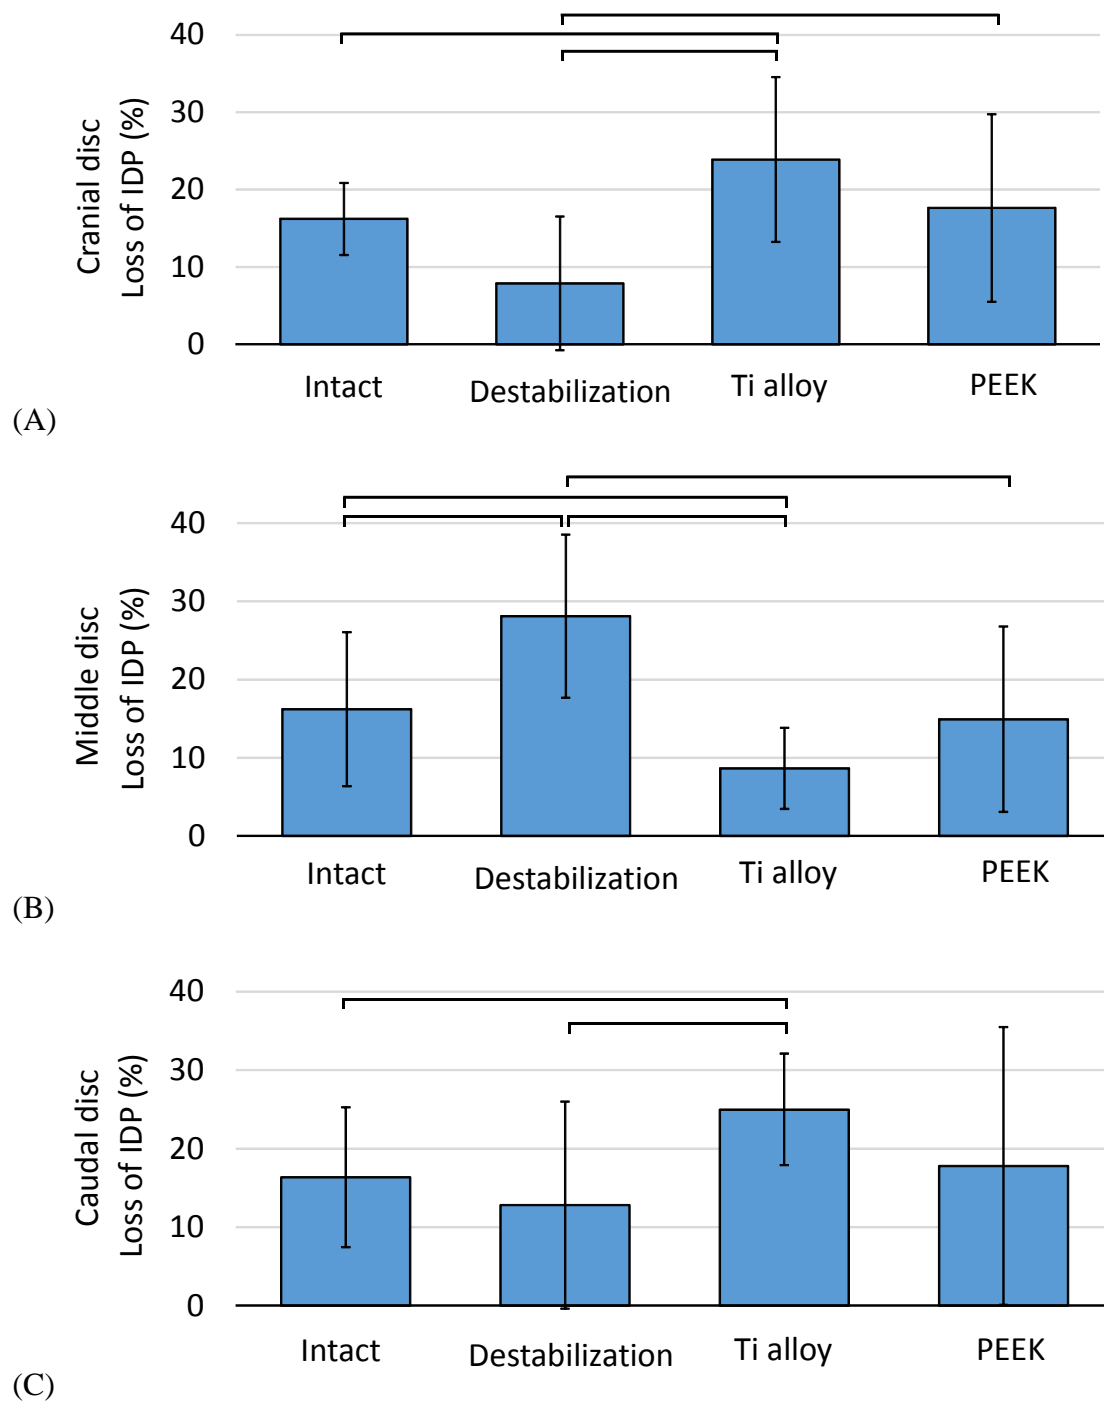 40
30
20
10
0
Cranial disc
Loss of IDP (%)
Intact
Destabilization
Ti alloy
PEEK
(A)
40
30
20
10
0
Middle disc
Loss of IDP (%)
Intact
Destabilization
Ti alloy
PEEK
(B)
40
30
20
10
0
Caudal disc
Loss of IDP (%)
Intact
Destabilization
Ti alloy
PEEK
(C)